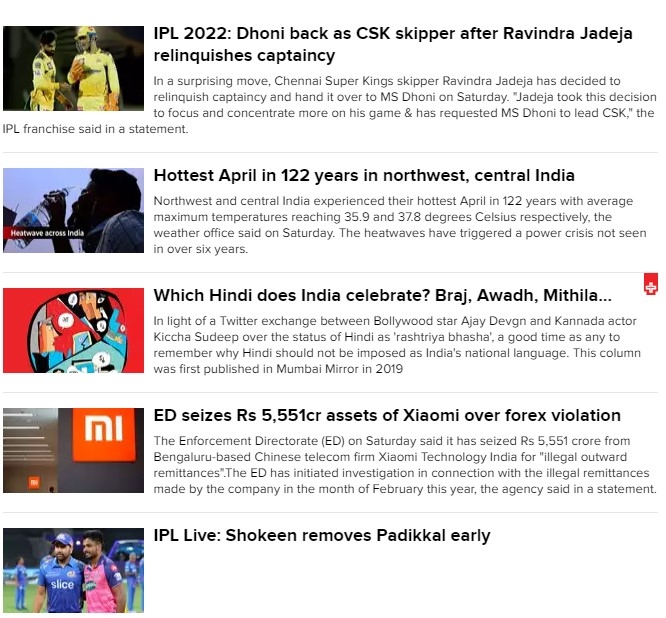 IPL 2022: Dhoni back as CSK skipper after Ravindra Jadeja
relinquishes captaincy
In a surprising move, Chennai Super Kings skipper Ravindra Jadeja has decided to
relinquish captaincy and hand it over to MS Dhoni on Saturday. "Jadeja took this decision
to focus and concentrate more on his game & has requested MS Dhoni to lead CSK," the
IPL franchise said in a statement.
Hottest April in 122 years in northwest, central India
Northwest and central India experienced their hottest April in 122 years with average
maximum temperatures reaching 35.9 and 37.8 degrees Celsius respectively, the
weather office said on Saturday. The heatwaves have triggered a power crisis not seen
in over six years.
Heatwave across India
Which Hindi does India celebrate? Braj, Awadh, Mithila...
In light of a Twitter exchange between Bollywood star Ajay Devgn and Kannada actor
Kiccha Sudeep over the status of Hindi as 'rashtriya bhasha', a good time as any to
remember why Hindi should not be imposed as India's national language. This column
was first published in Mumbai Mirror in 2019
ED seizes Rs 5,551cr assets of Xiaomi over forex violation
The Enforcement Directorate (ED) on Saturday said it has seized Rs 5,551 crore from
Bengaluru-based Chinese telecom firm Xiaomi Technology India for "illegal outward
remittances".The ED has initiated investigation in connection with the illegal remittances
made by the company in the month of February this year, the agency said in a statement.
mi
mi
IPL Live: Shokeen removes Padikkal early
slice